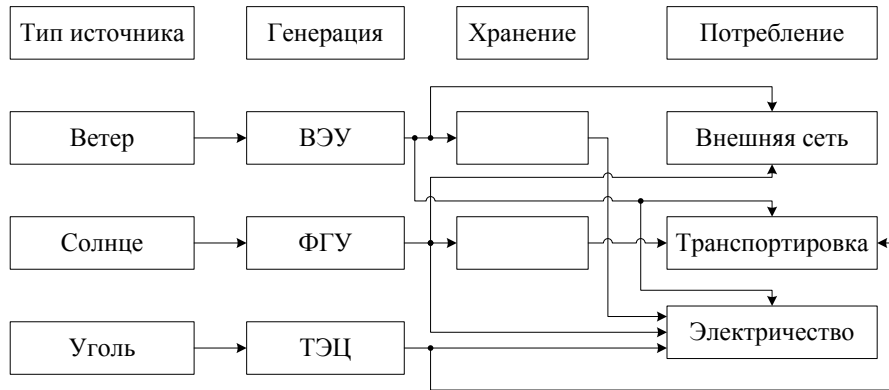 Тип источника
Генерация
Хранение
Потребление
Ветер
ВЭУ
Внешняя сеть
Солнце
ФГУ
Транспортировка
Уголь
ТЭЦ
Электричество